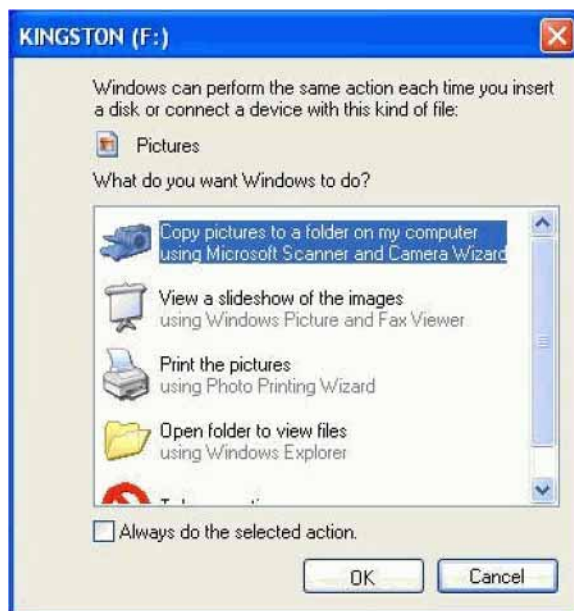 KINGSTON (F:)
Windows can perform the same action each time you insert
a disk or connect a device with this kind of file:
Pictures
What do you want Windows to do?
Copy pictures to a folder on my computer
using Microsoft Scanner and Camera Wizard
View a slideshow of the images
using Windows Picture and Fax Viewer
Print the pictures
using Photo Printing Wizard
Open folder to view files
using Windows Explorer
Always do the selected action.
OK
Cancel